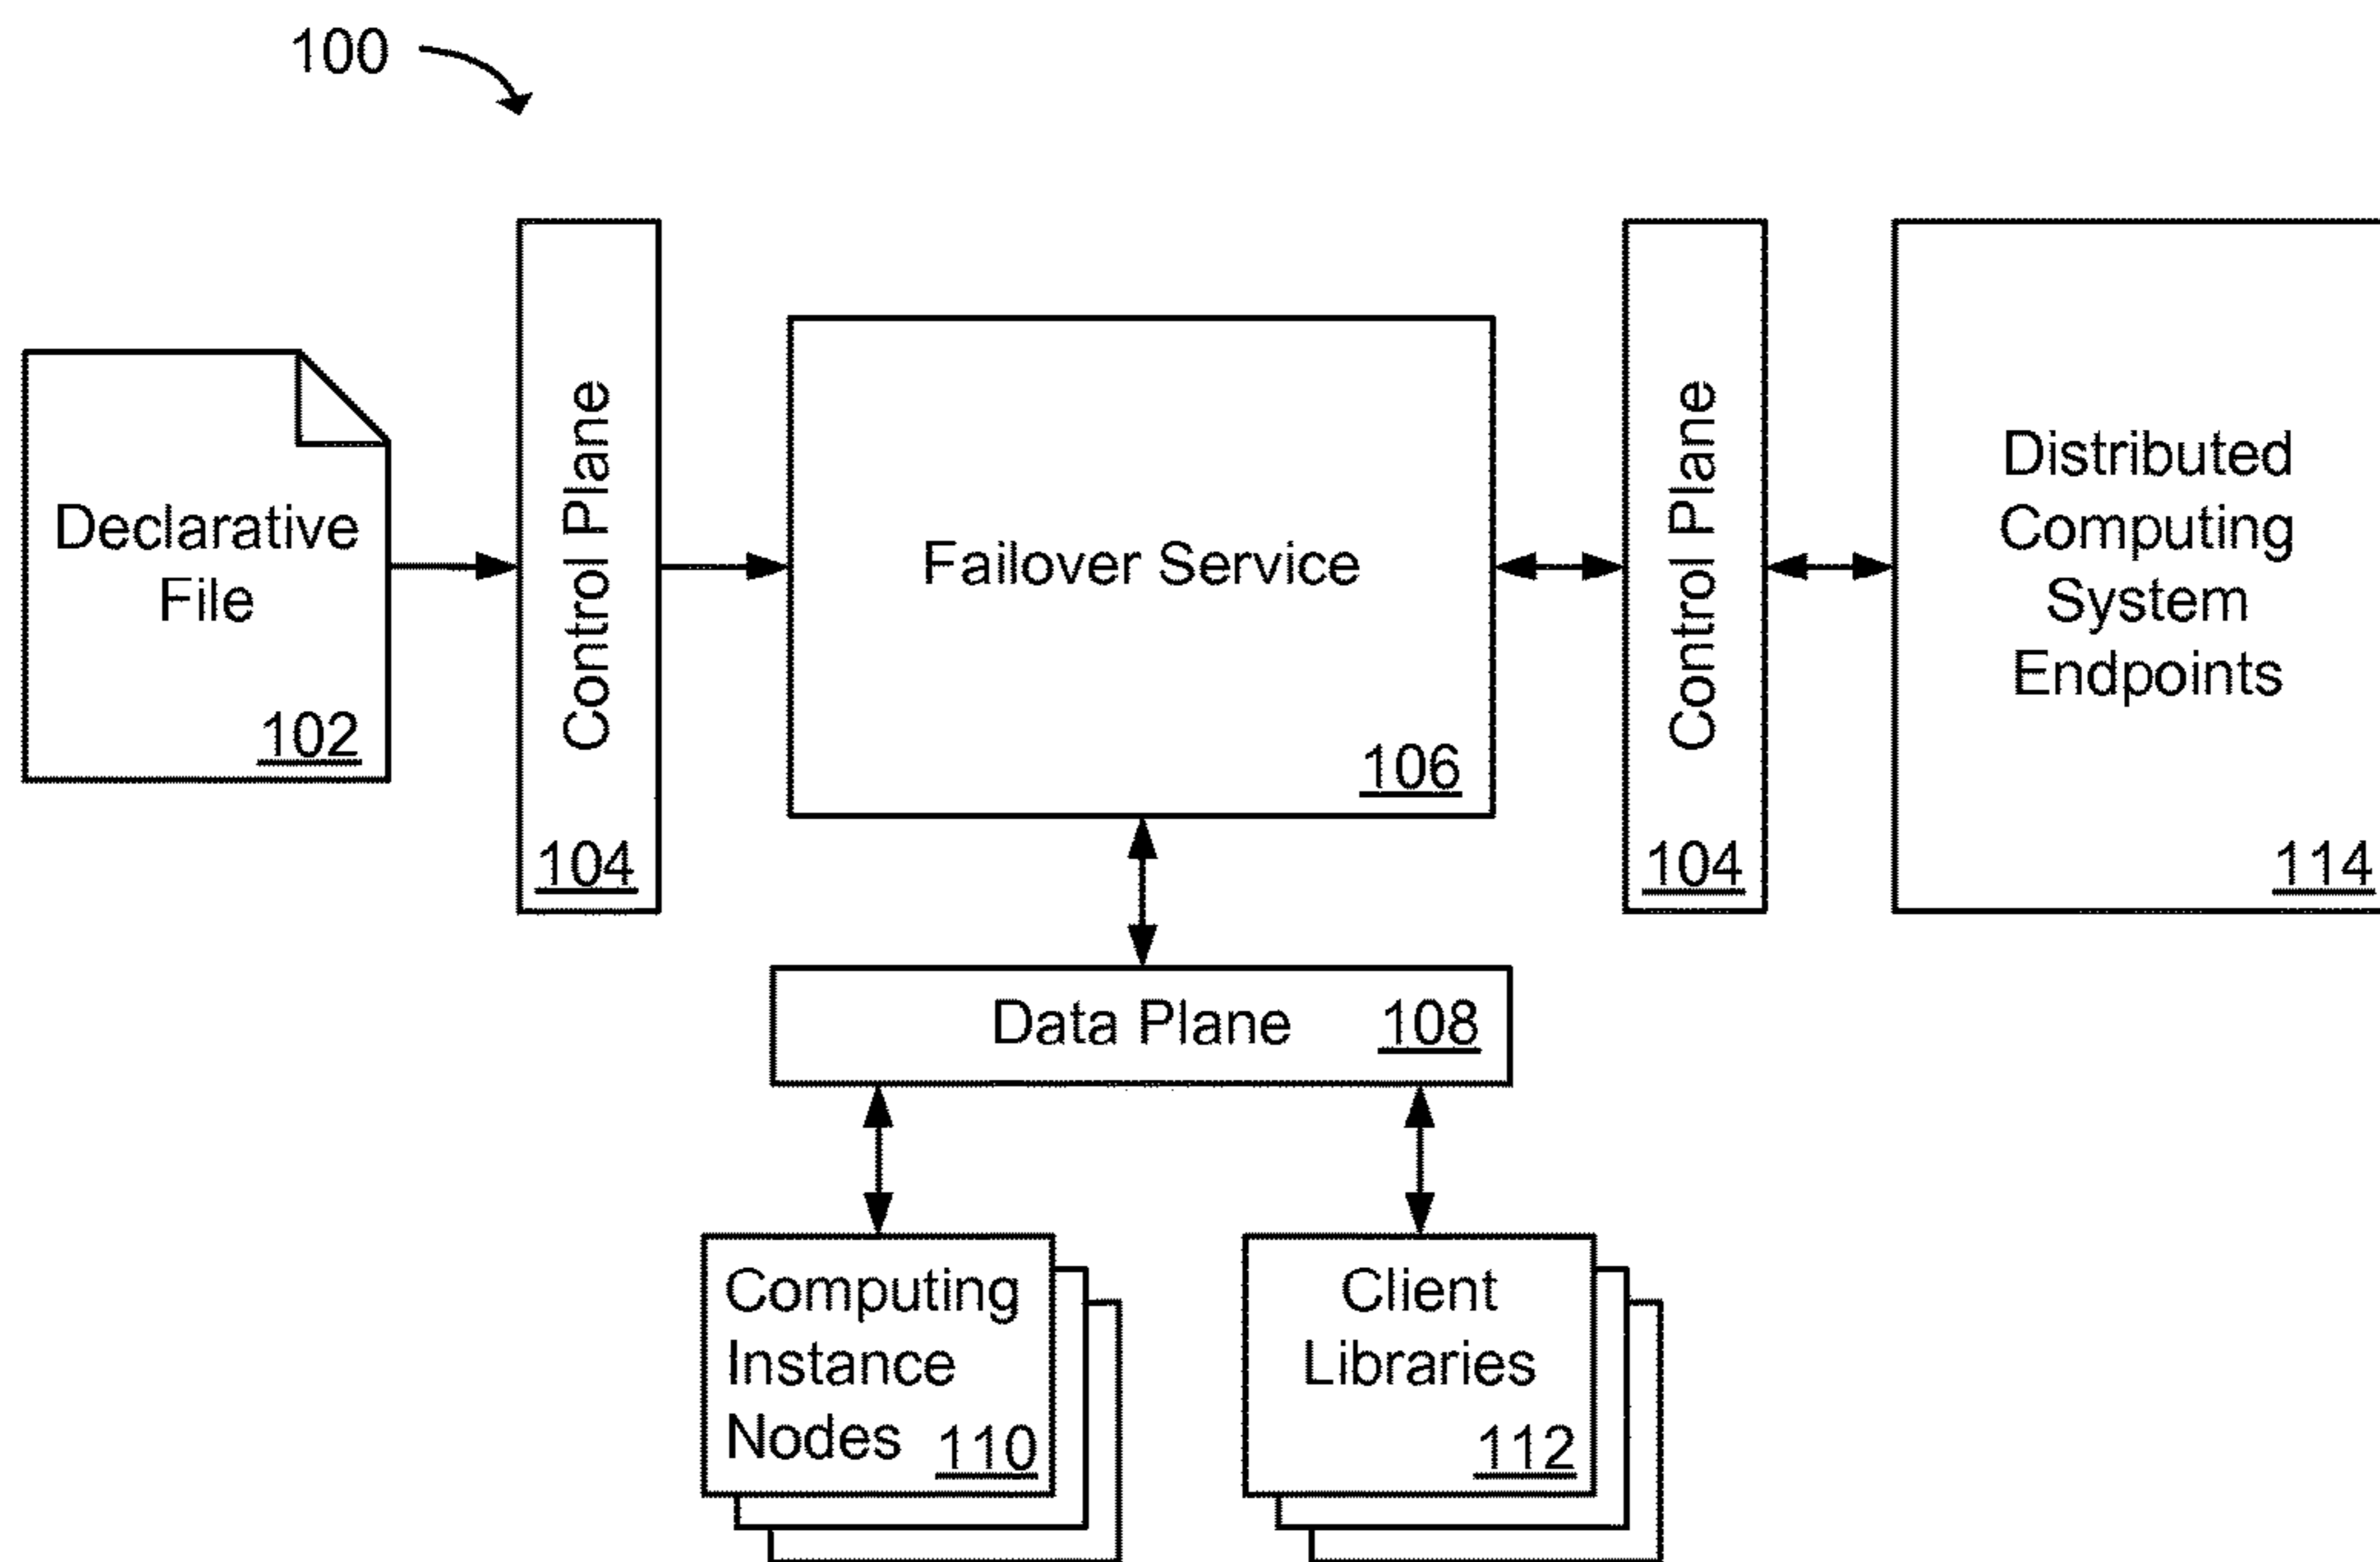 100
Declarative
File
102
Control Plane
104
Failover Service
106
Control Plane
104
Distributed
Computing
System
Endpoints
114
Data Plane 108
Computing
Instance
Nodes 110
Client
Libraries
112